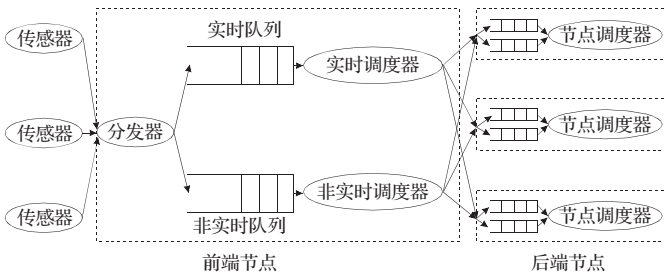 传感器
传感器
传感器
分发器
实时队列
非实时队列
实时调度器
非实时调度器
前端节点
节点调度器
节点调度器
节点调度器
后端节点